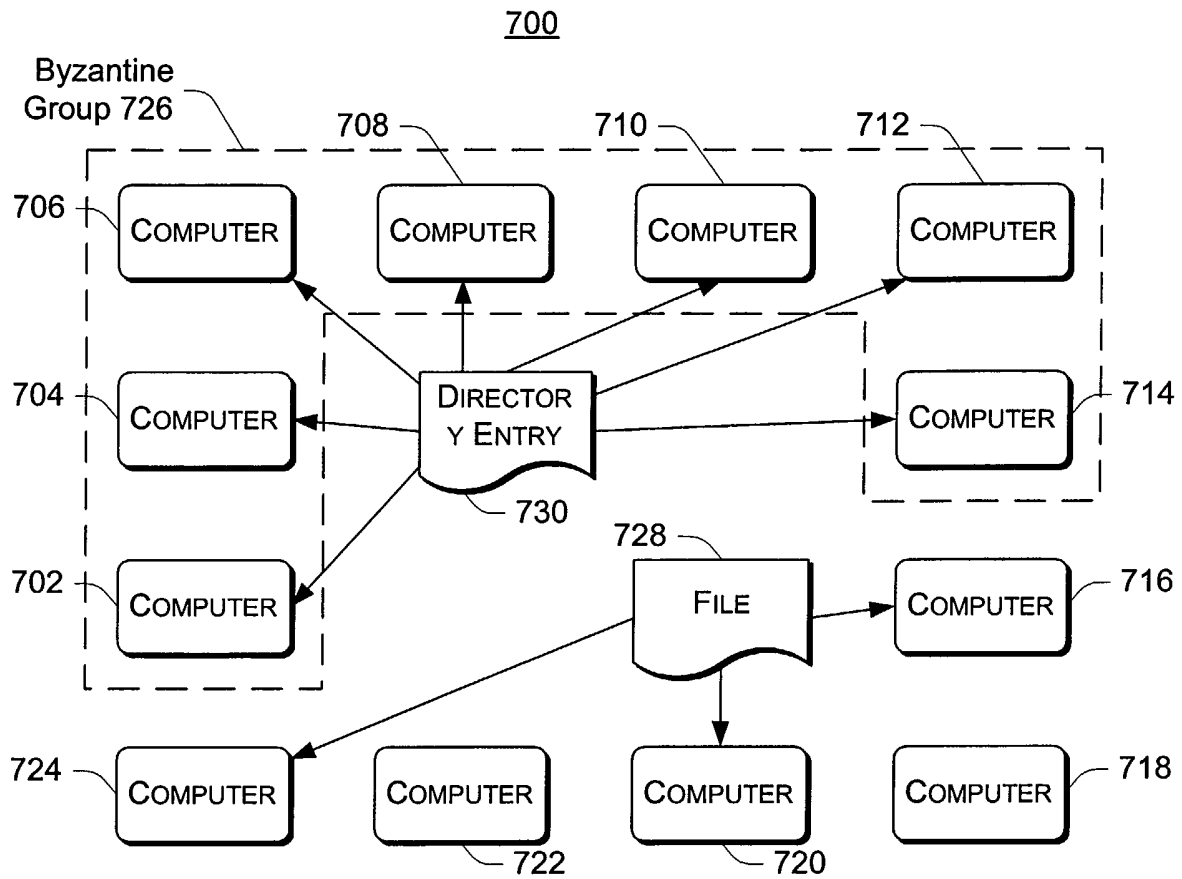 700
Byzantine
Group 726
708
710
712
706
COMPUTER
COMPUTER
COMPUTER
COMPUTER
704
COMPUTER
DIRECTOR
Y ENTRY
COMPUTER
714
730
728
702
COMPUTER
FILE
COMPUTER
716
724
COMPUTER
COMPUTER
COMPUTER
COMPUTER
718
722
720